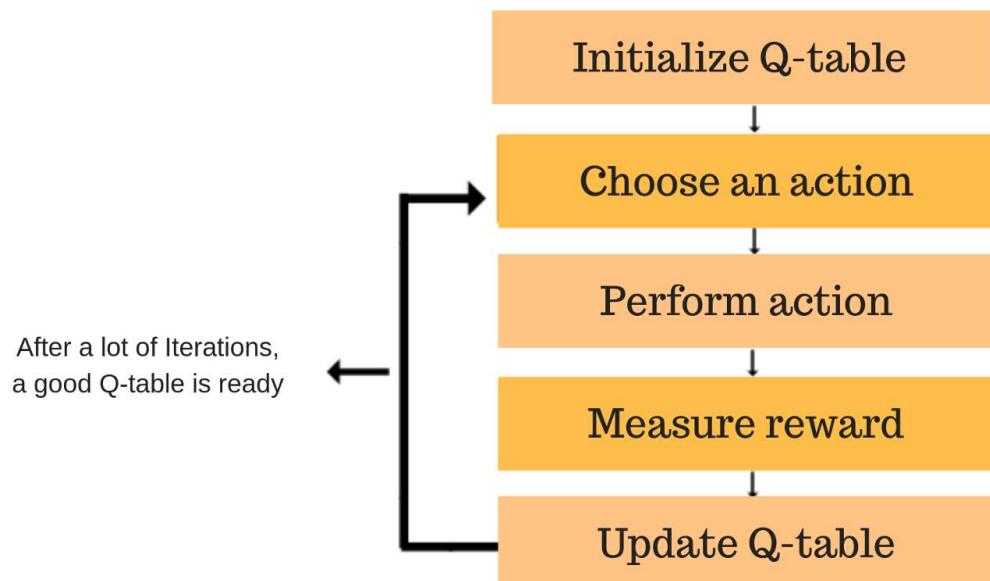 Initialize Q-table
Choose an action
Perform action
After a lot of Iterations,
a good Q-table is ready
Measure reward
Update Q-table